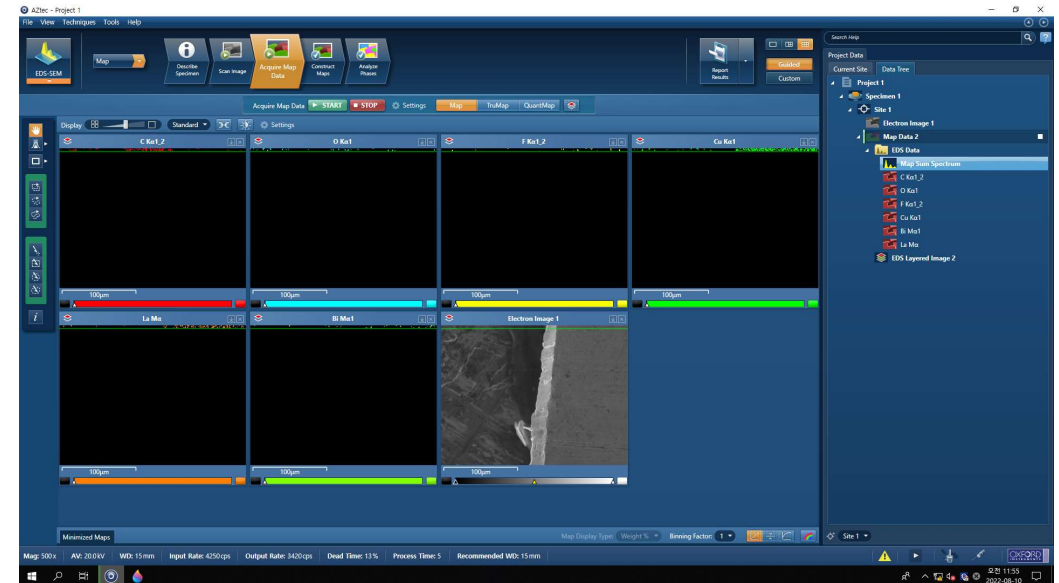 AZtec - Project 1
File View Techniques Tools Help
EDS-SEM
Map
Describe Specimen
Scan Image
Acquire Map Data
Construct Maps
Analyze Phases
Report Results
Guided
Custom
Search Help
Project Data
Current Site Data Tree
Acquire Map Data START STOP Settings Map TruMap QuantMap
Display Standard Settings
C Kα1_2
O Kα1
F Kα1_2
Cu Kα1
100μm
100μm
100μm
100μm
La Mα
Bi Mα1
Electron Image 1
100μm
100μm
100μm
Project 1
Specimen 1
Site 1
Electron Image 1
Map Data 2
EDS Data
Map Sum Spectrum
C Kα1_2
O Kα1
F Kα1_2
Cu Kα1
Bi Mα1
La Mα
EDS Layered Image 2
Minimized Maps
Map Display Type: Weight % Binning Factor: 1
Site 1
Mag: 500 x AV: 20.0 kV WD: 15 mm Input Rate: 4250 cps Output Rate: 3420 cps Dead Time: 13% Process Time: 5 Recommended WD: 15 mm
OXFORD
INSTRUMENTS
오전 11:55
2022-08-10